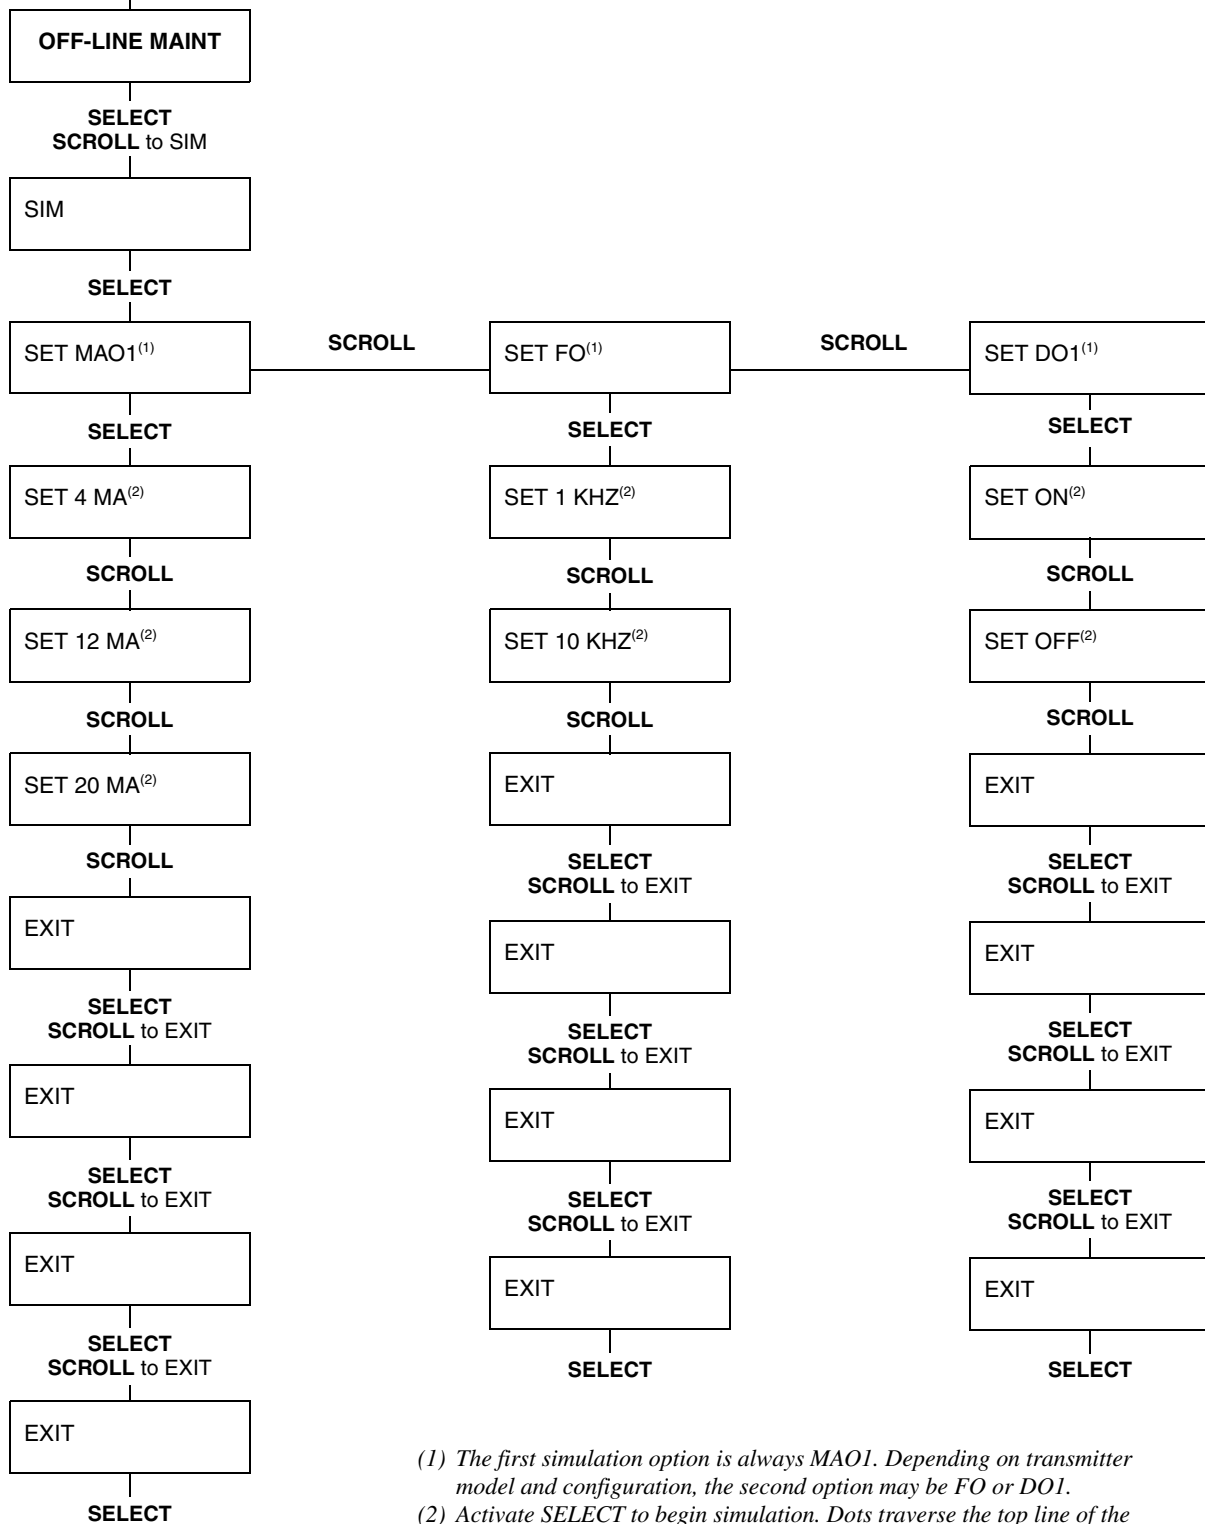 OFF-LINE MAINT
SELECT
SCROLL to SIM
SIM
SELECT
SET MAO1(1)
SCROLL
SET FO(1)
SCROLL
SET DO1(1)
SELECT
SELECT
SELECT
SET 4 MA(2)
SET 1 KHZ(2)
SET ON(2)
SCROLL
SCROLL
SCROLL
SET 12 MA(2)
SET 10 KHZ(2)
SET OFF(2)
SCROLL
SCROLL
SCROLL
SET 20 MA(2)
EXIT
EXIT
SCROLL
SELECT
SCROLL to EXIT
SELECT
SCROLL to EXIT
EXIT
EXIT
EXIT
SELECT
SCROLL to EXIT
SELECT
SCROLL to EXIT
SELECT
SCROLL to EXIT
EXIT
EXIT
EXIT
SELECT
SCROLL to EXIT
SELECT
SCROLL to EXIT
SELECT
SCROLL to EXIT
EXIT
EXIT
EXIT
SELECT
SCROLL to EXIT
SELECT
SELECT
EXIT
SELECT
(1) The first simulation option is always MAO1. Depending on transmitter
model and configuration, the second option may be FO or DO1.
(2) Activate SELECT to begin simulation. Dots traverse the top line of the